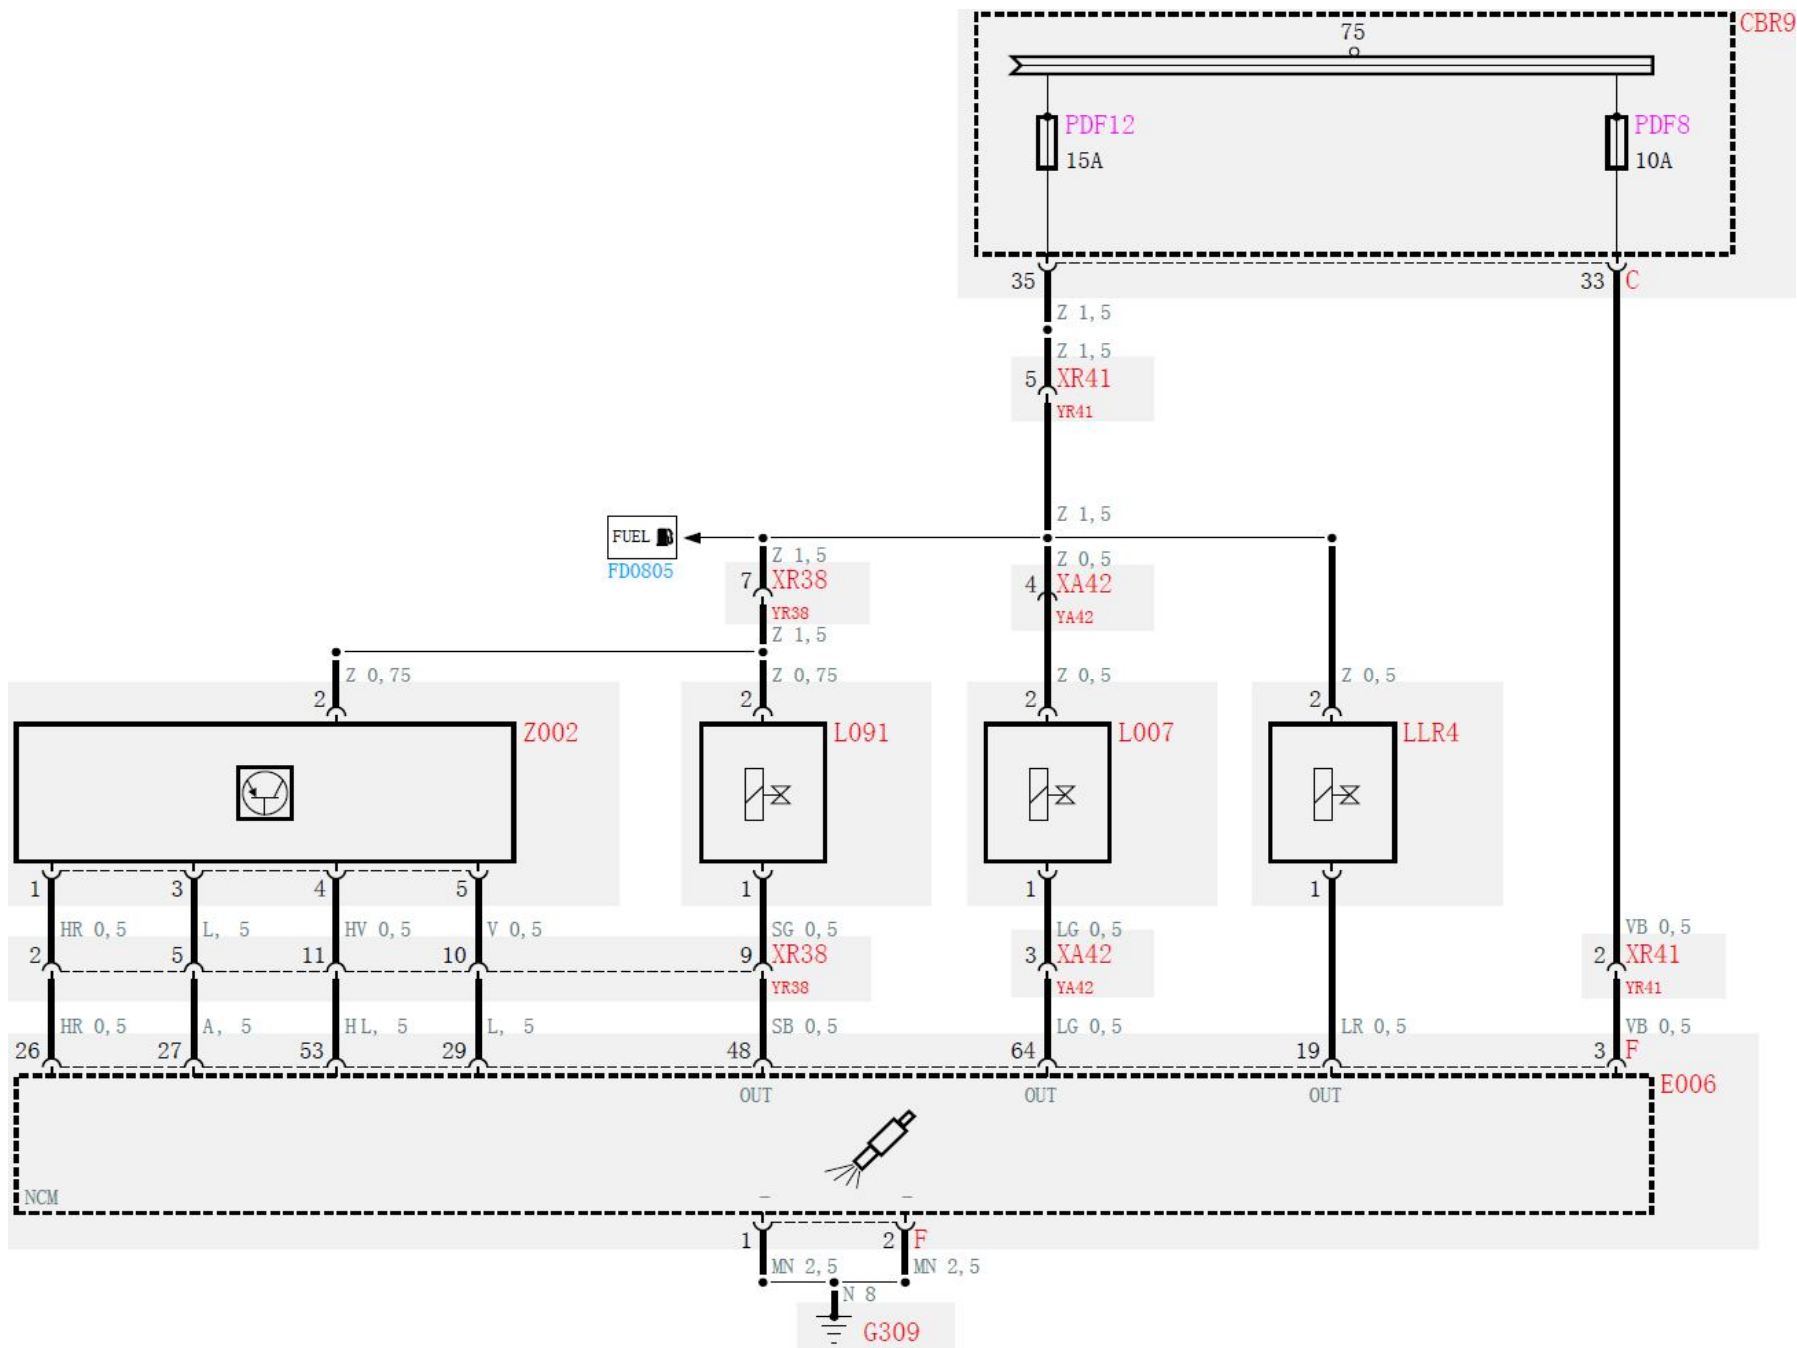 CBR9
75
PDF12
PDF8
15A
10A
35
33 C
Z 1,5
Z 1,5
5 XR41
YR41
Z 1,5
FUEL
FD0805
Z 1,5
Z 0,5
7 XR38
4 XA42
YR38
YA42
Z 1,5
Z 0,75
Z 0,75
Z 0,5
Z 0,5
2
2
2
2
Z002
L091
L007
LLR4
1
3
4
5
1
1
1
HR 0,5
L, 5
HV 0,5
V 0,5
SG 0,5
LG 0,5
VB 0,5
2
5
11
10
9 XR38
3 XA42
2 XR41
YR38
YA42
YR41
HR 0,5
A, 5
HL, 5
L, 5
SB 0,5
LG 0,5
LR 0,5
VB 0,5
26
27
53
29
48
64
19
3 F
E006
OUT
OUT
OUT
NCM
1
2 F
MN 2,5
MN 2,5
N 8
G309